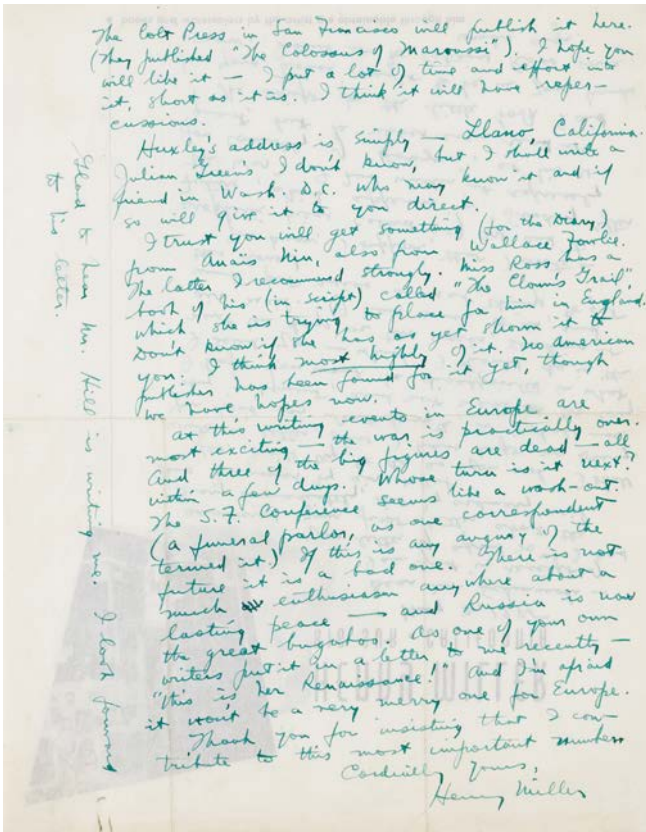 The Colt Press in San Francisco will publish it here.
(They published "The Colossus of Maroussi"). I hope you
will like it — I put a lot of time and effort into
it, short as it is. I think it will have reper-
cussions.
Huxley's address is simply — Llano, California.
Julian Green's I don't know, but I shall write a
friend in Wash. D.C. who may know it and if
so will give it to you direct.
I trust you will get something (for the Diary)
from Anaïs Nin, also from Wallace Fowlie.
The latter I recommend strongly. Miss Ross has a
book of his (in script) called "The Clown's Grail",
which she is trying to place for him in England.
Don't know if she has as yet shown it to
you. I think most highly of it. No American
publisher has been found for it yet, though
we have hopes now.
At this writing events in Europe are
most exciting — the war is practically over.
And three of the big figures are dead — all
within a few days. Whose turn is it next?
The S.F. Conference seems like a wash-out.
(a funeral parlor, as one correspondent
termed it.) If this is any augury of the
future it is a bad one. There is not
much enthusiasm anywhere about a
lasting peace — and Russia is now
the great bugaboo. As one of your own
writers put it in a letter to me recently —
"this is her Renaissance!" And I'm afraid
it won't be a very merry one for Europe.
Thank you for insisting that I con-
tribute to this most important number
Cordially yours,
Henry Miller
Glad to hear Mr. Hill is writing me. I look forward
to his letter.